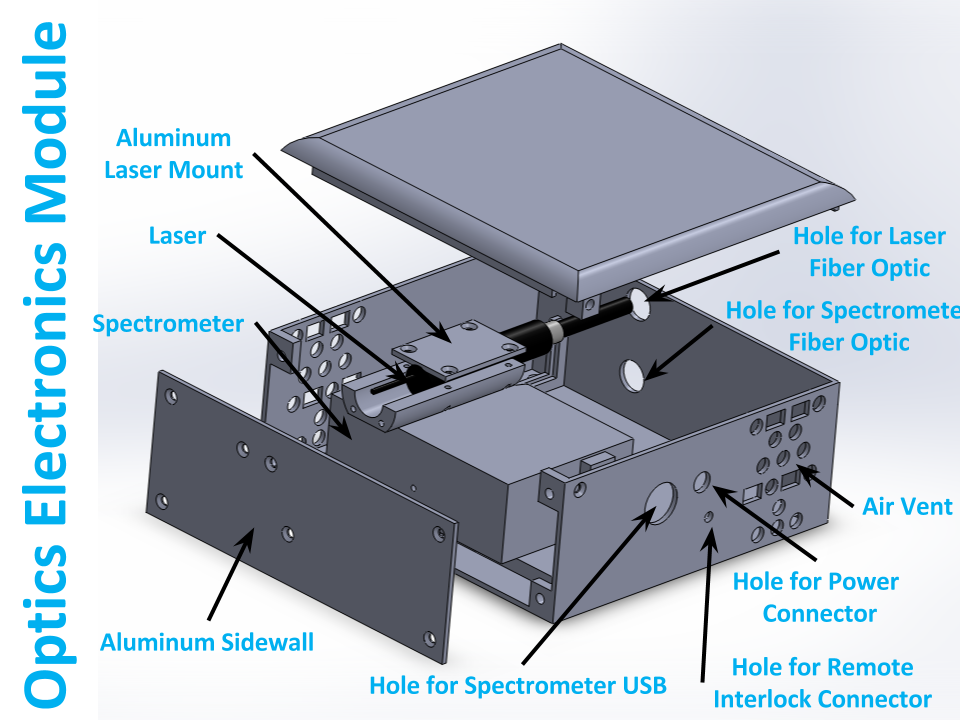 Optics Electronics Module
Aluminum
Laser Mount
Laser
Spectrometer
Hole for Laser
Fiber Optic
Hole for Spectromete
Fiber Optic
Air Vent
Hole for Power
Connector
Aluminum Sidewall
Hole for Spectrometer USB
Hole for Remote
Interlock Connector